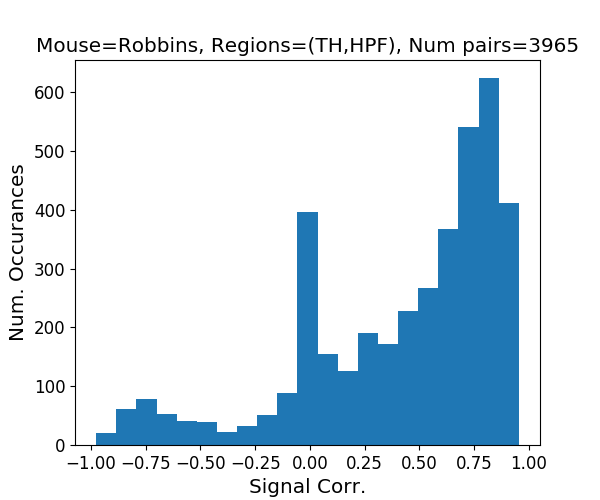 Mouse=Robbins, Regions=(TH,HPF), Num pairs=3965
600
500
400
300
200
100
0
Num. Occurances
−1.00 −0.75 −0.50 −0.25 0.00 0.25 0.50 0.75 1.00
Signal Corr.